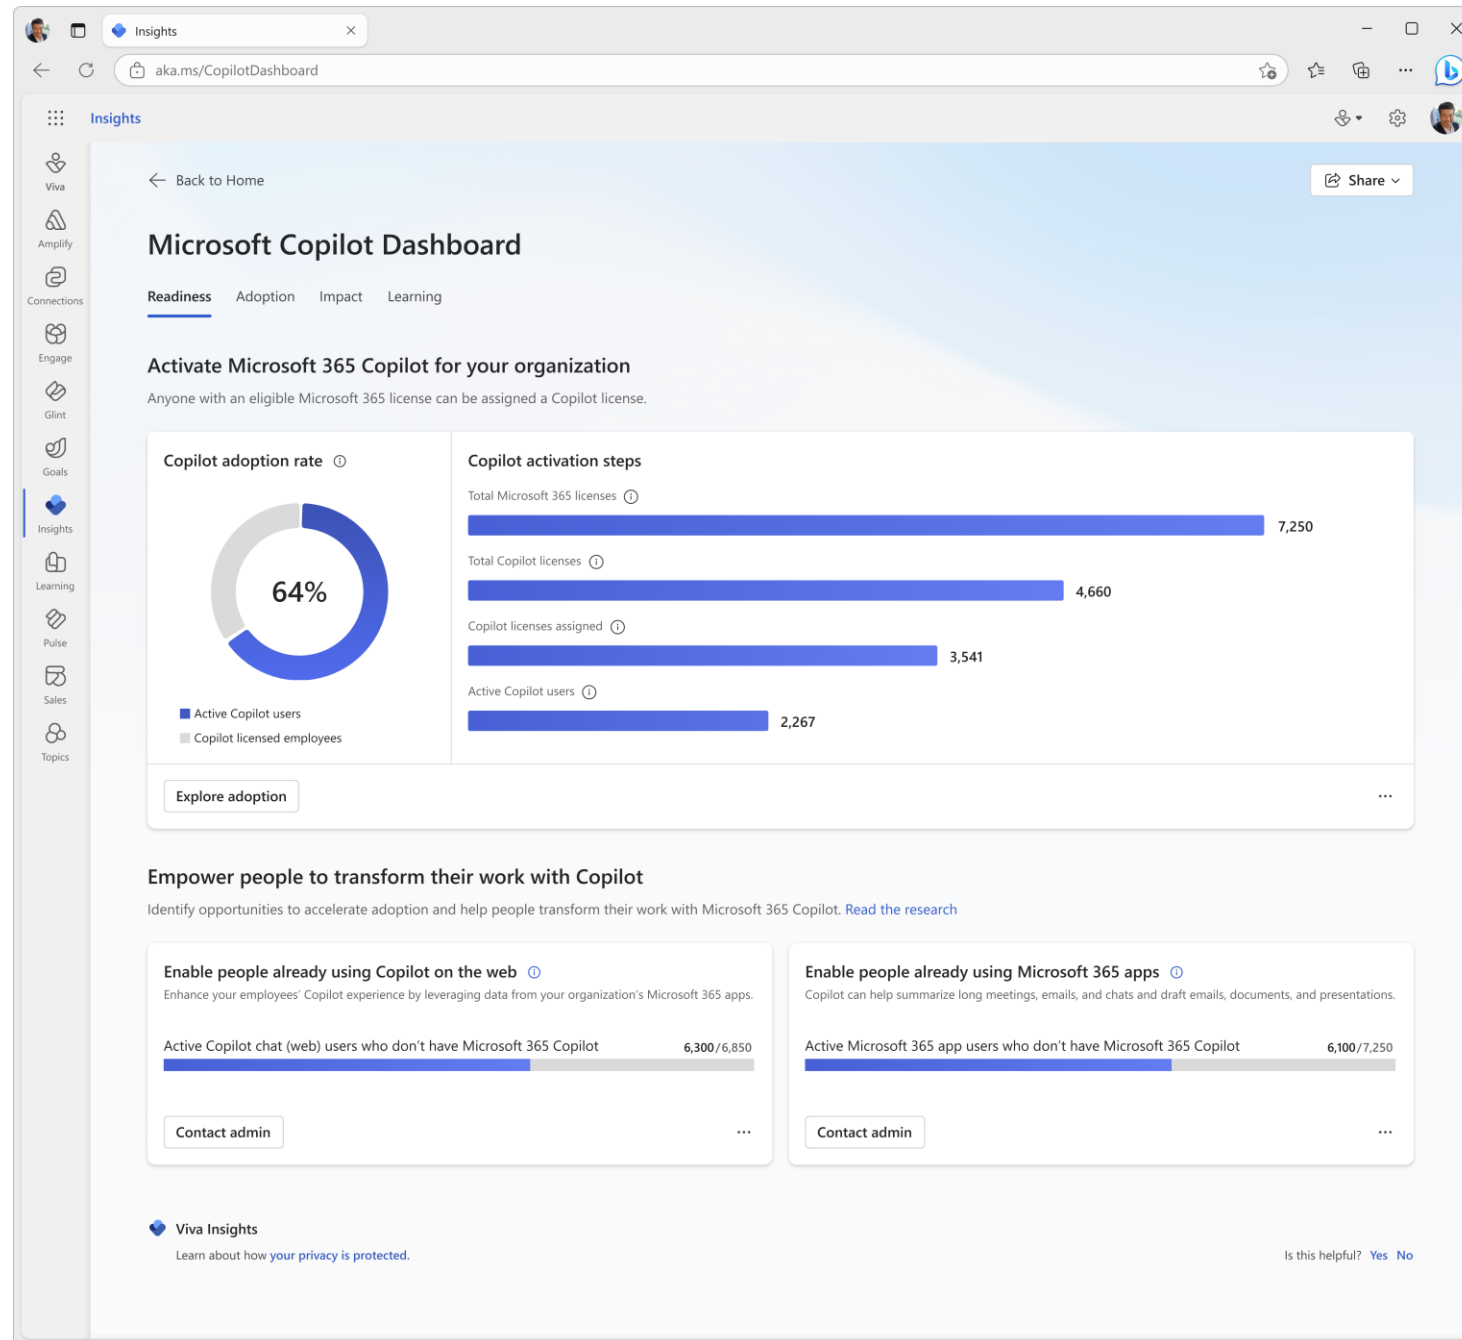 Insights
aka.ms/CopilotDashboard
Insights
Viva
Amplify
Connections
Engage
Glint
Goals
Insights
Learning
Pulse
Sales
Topics
Back to Home
Share
Microsoft Copilot Dashboard
Readiness Adoption Impact Learning
Activate Microsoft 365 Copilot for your organization
Anyone with an eligible Microsoft 365 license can be assigned a Copilot license.
Copilot adoption rate
64%
Active Copilot users
Copilot licensed employees
Copilot activation steps
Total Microsoft 365 licenses
7,250
Total Copilot licenses
4,660
Copilot licenses assigned
3,541
Active Copilot users
2,267
Explore adoption
Empower people to transform their work with Copilot
Identify opportunities to accelerate adoption and help people transform their work with Microsoft 365 Copilot. Read the research
Enable people already using Copilot on the web
Enhance your employees' Copilot experience by leveraging data from your organization's Microsoft 365 apps.
Active Copilot chat (web) users who don't have Microsoft 365 Copilot 6,300/6,850
Contact admin
Enable people already using Microsoft 365 apps
Copilot can help summarize long meetings, emails, and chats and draft emails, documents, and presentations.
Active Microsoft 365 app users who don't have Microsoft 365 Copilot 6,100/7,250
Contact admin
Viva Insights
Learn about how your privacy is protected.
Is this helpful? Yes No